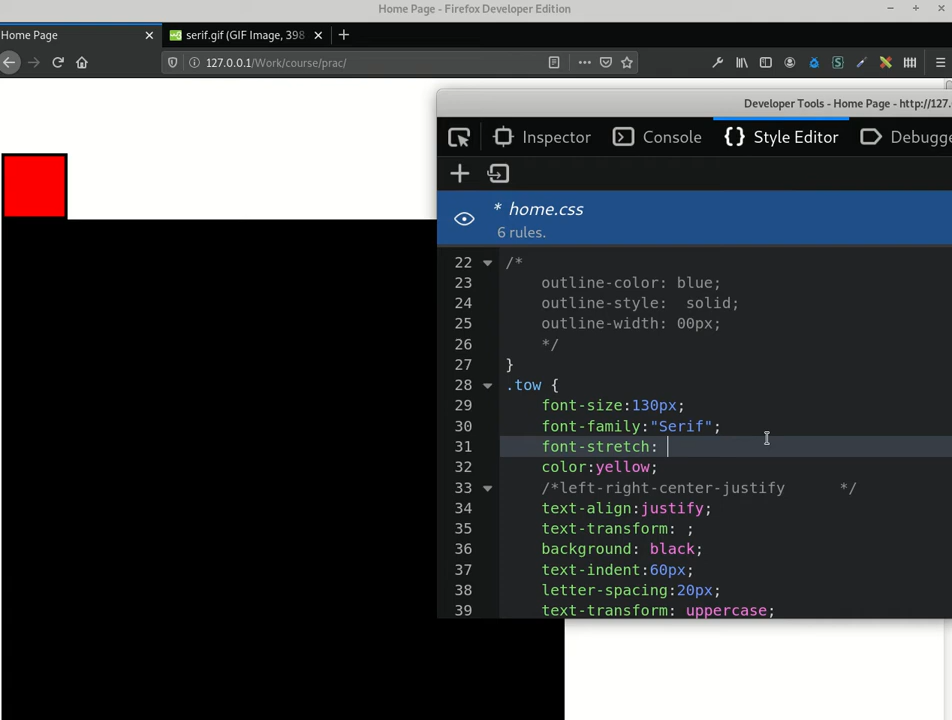 Home Page - Firefox Developer Edition
Home Page
serif.gif (GIF Image, 398
127.0.0.1/Work/course/prac/
Developer Tools - Home Page - http://127.
Inspector
Console
{} Style Editor
Debugge
* home.css
6 rules.
22 /*
23 outline-color: blue;
24 outline-style:  solid;
25 outline-width: 00px;
26 */
27 }
28 .tow {
29 font-size:130px;
30 font-family:"Serif";
31 font-stretch:
32 color:yellow;
33 /*left-right-center-justify      */
34 text-align:justify;
35 text-transform: ;
36 background: black;
37 text-indent:60px;
38 letter-spacing:20px;
39 text-transform: uppercase;